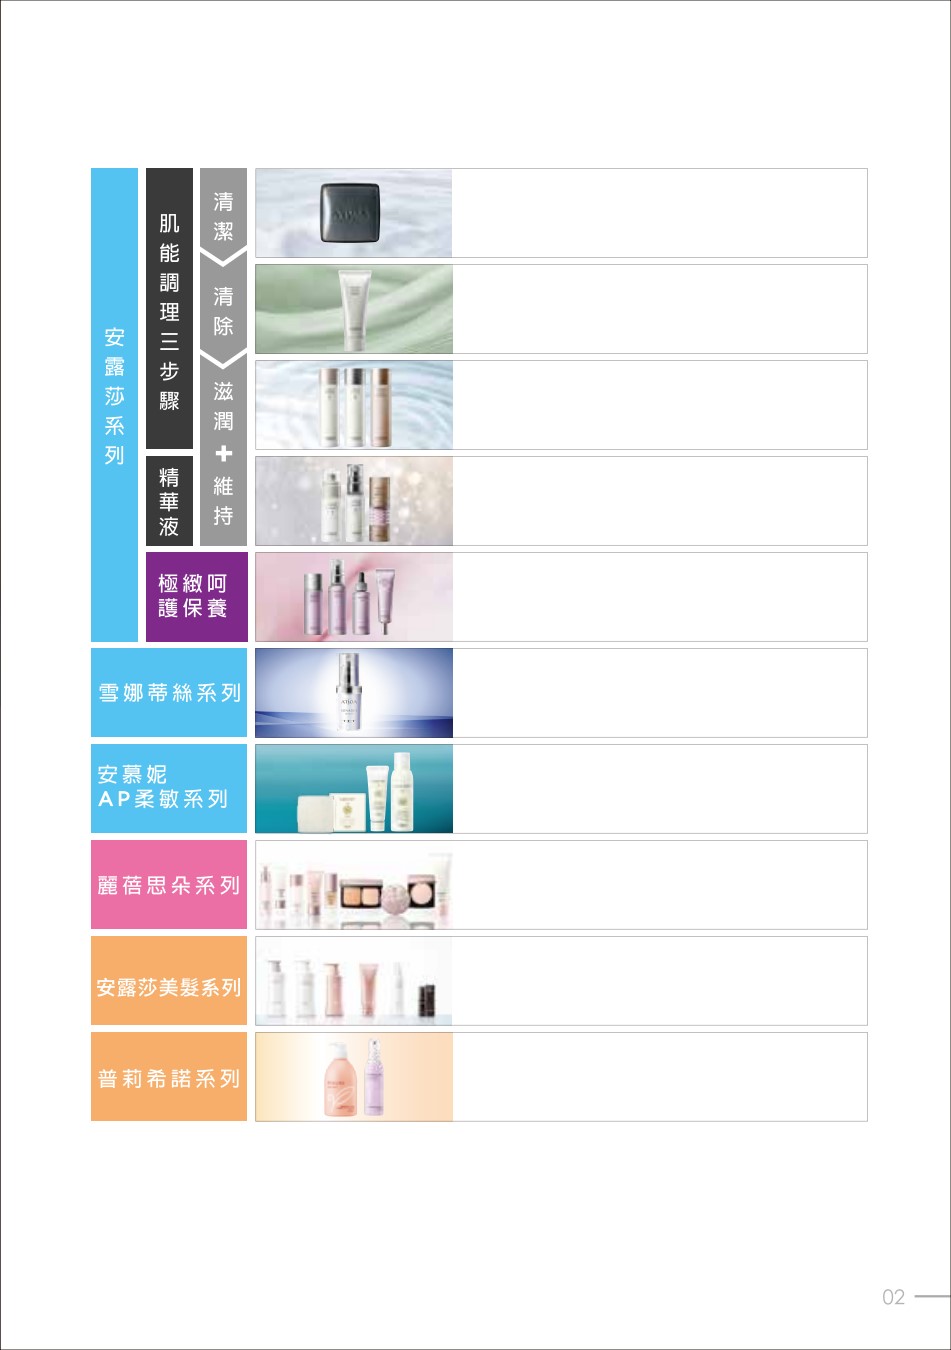 安露莎系列
肌能調理三步驟
清潔
清除
滋潤
+
維持
精華液
極緻呵
護保養
雪娜蒂絲系列
安慕妮
AP柔敏系列
麗蓓思朵系列
安露莎美髮系列
普莉希諾系列
02